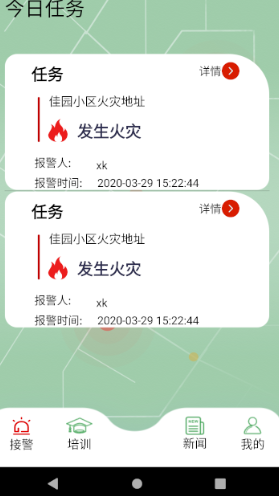 今日任务
任务 详情
佳园小区火灾地址
发生火灾
报警人: xk
报警时间: 2020-03-29 15:22:44
任务 详情
佳园小区火灾地址
发生火灾
报警人: xk
报警时间: 2020-03-29 15:22:44
接警 培训 新闻 我的